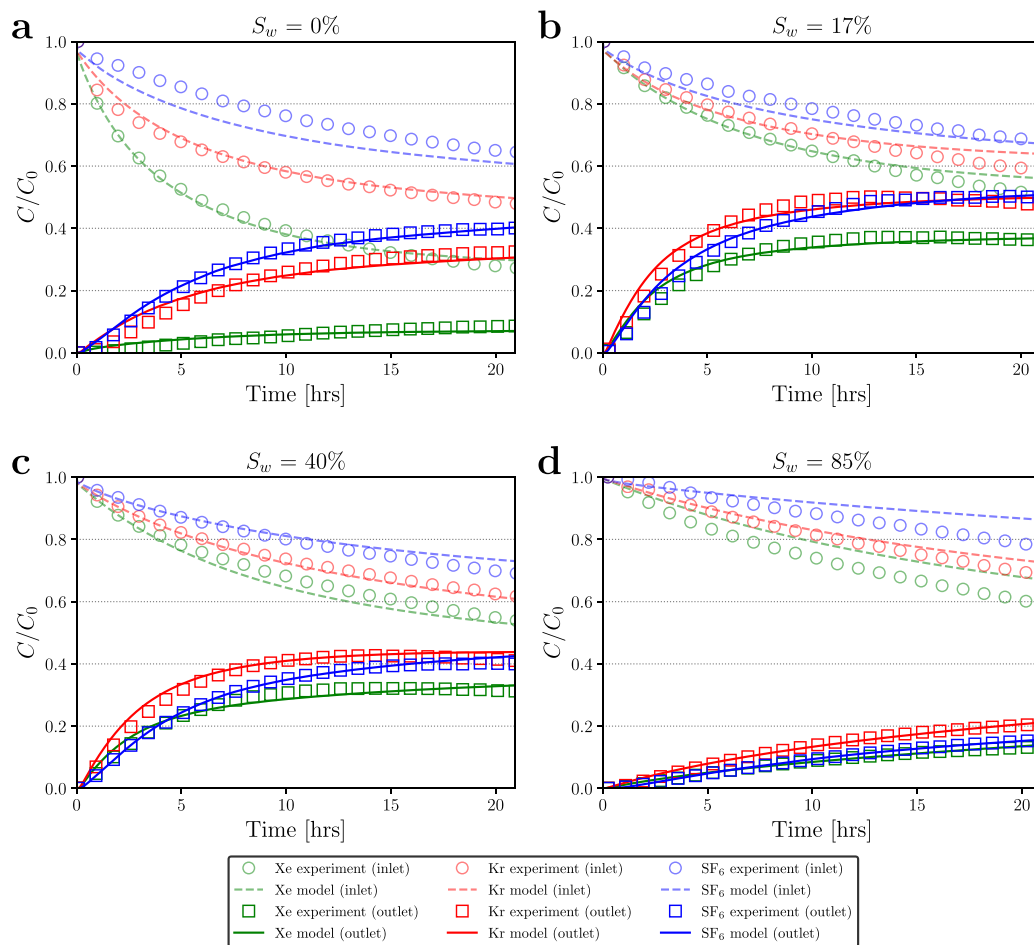 a
S_w = 0%
1.0
0.8
0.6
0.4
0.2
0.0
C/C_0
0 5 10 15 20
Time [hrs]
b
S_w = 17%
1.0
0.8
0.6
0.4
0.2
0.0
0 5 10 15 20
Time [hrs]
c
S_w = 40%
1.0
0.8
0.6
0.4
0.2
0.0
C/C_0
0 5 10 15 20
Time [hrs]
d
S_w = 85%
1.0
0.8
0.6
0.4
0.2
0.0
C/C_0
0 5 10 15 20
Time [hrs]
Xe experiment (inlet)
Xe model (inlet)
Xe experiment (outlet)
Xe model (outlet)
Kr experiment (inlet)
Kr model (inlet)
Kr experiment (outlet)
Kr model (outlet)
SF₆ experiment (inlet)
SF₆ model (inlet)
SF₆ experiment (outlet)
SF₆ model (outlet)